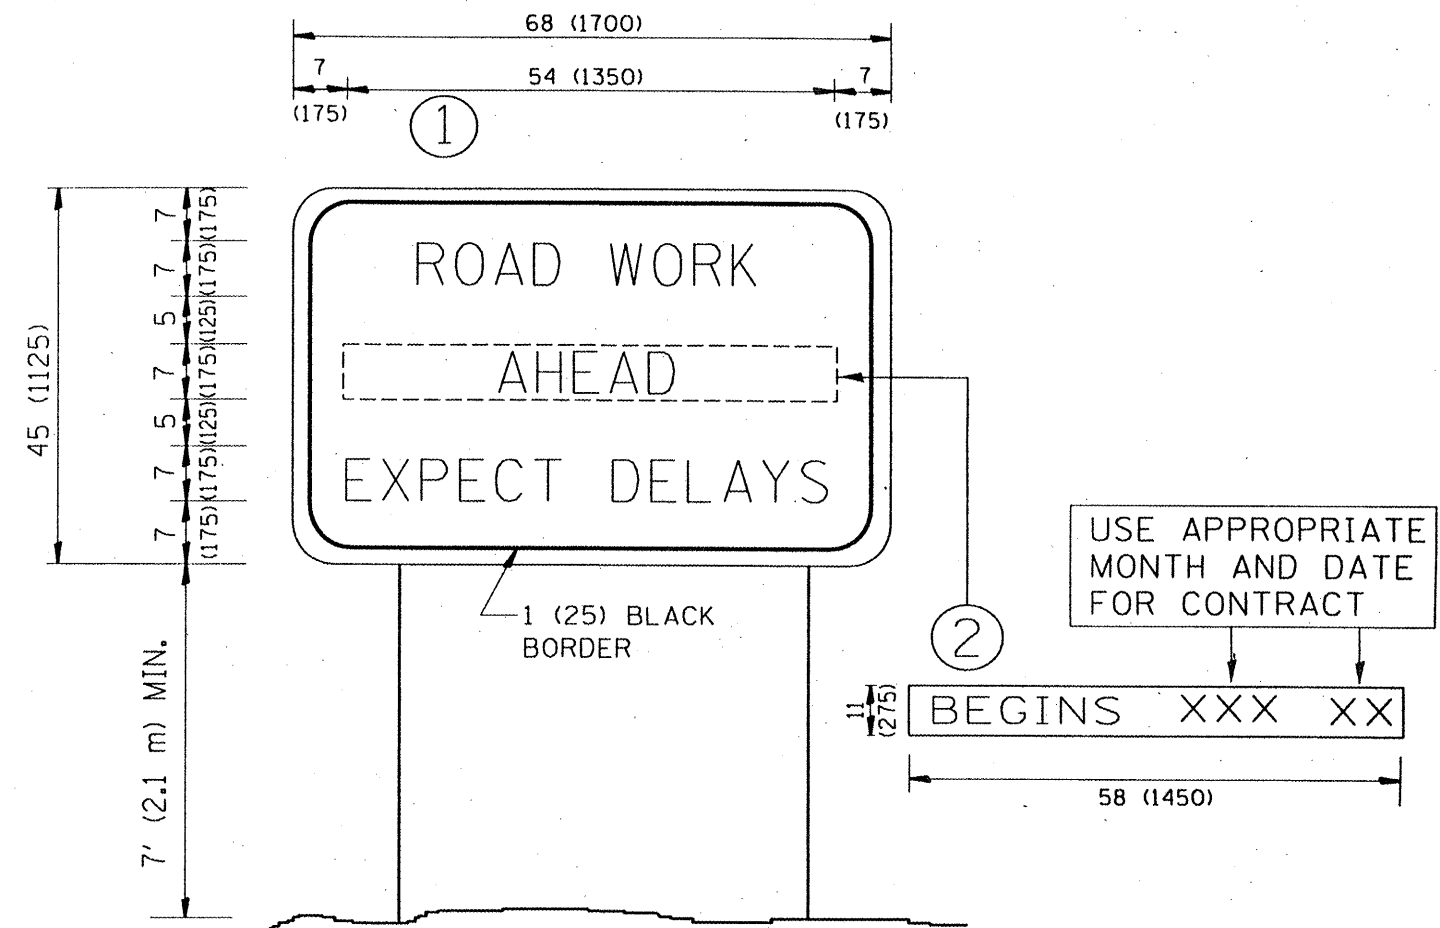 68 (1700)
7
54 (1350)
7
(175)
(175)
1
ROAD WORK
AHEAD
EXPECT DELAYS
45 (1125)
7 (175)
7 (175)
5 (125)
7 (175)
5 (125)
7 (175)
7 (175)
7' (2.1 m) MIN.
1 (25) BLACK
BORDER
2
USE APPROPRIATE
MONTH AND DATE
FOR CONTRACT
11
(275)
BEGINS XXX XX
58 (1450)